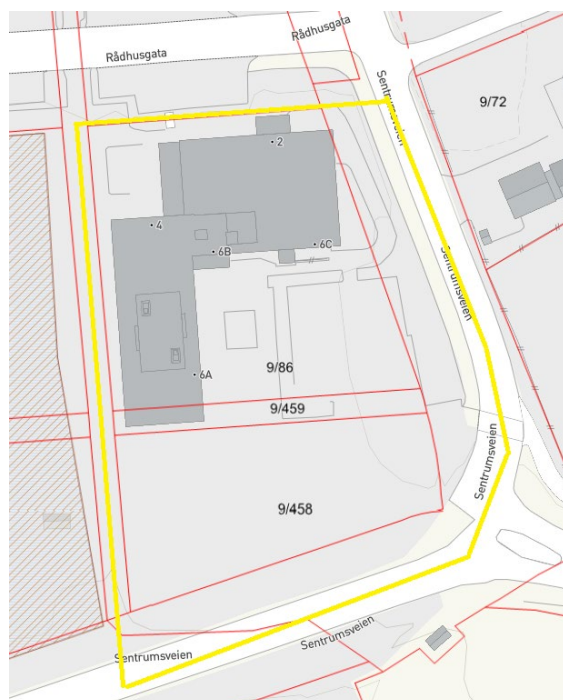 Rådhusgata
Rådhusgata
Sentrumsveien
9/72
2
4
6B
6C
Sentrumsveien
9/86
6A
9/459
Sentrumsveien
9/458
Sentrumsveien
Sentrumsveien